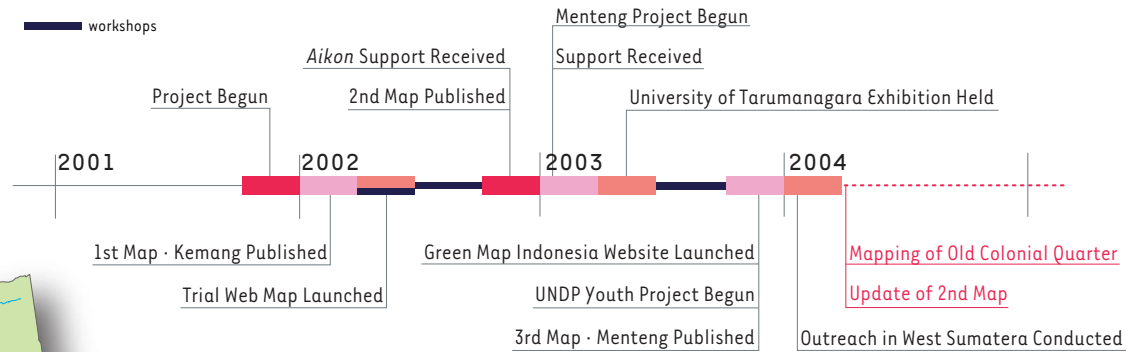 workshops
Menteng Project Begun
Aikon Support Received
Support Received
Project Begun
2nd Map Published
University of Tarumanagara Exhibition Held
2001
2002
2003
2004
1st Map · Kemang Published
Green Map Indonesia Website Launched
Mapping of Old Colonial Quarter
Trial Web Map Launched
UNDP Youth Project Begun
Update of 2nd Map
3rd Map · Menteng Published
Outreach in West Sumatera Conducted